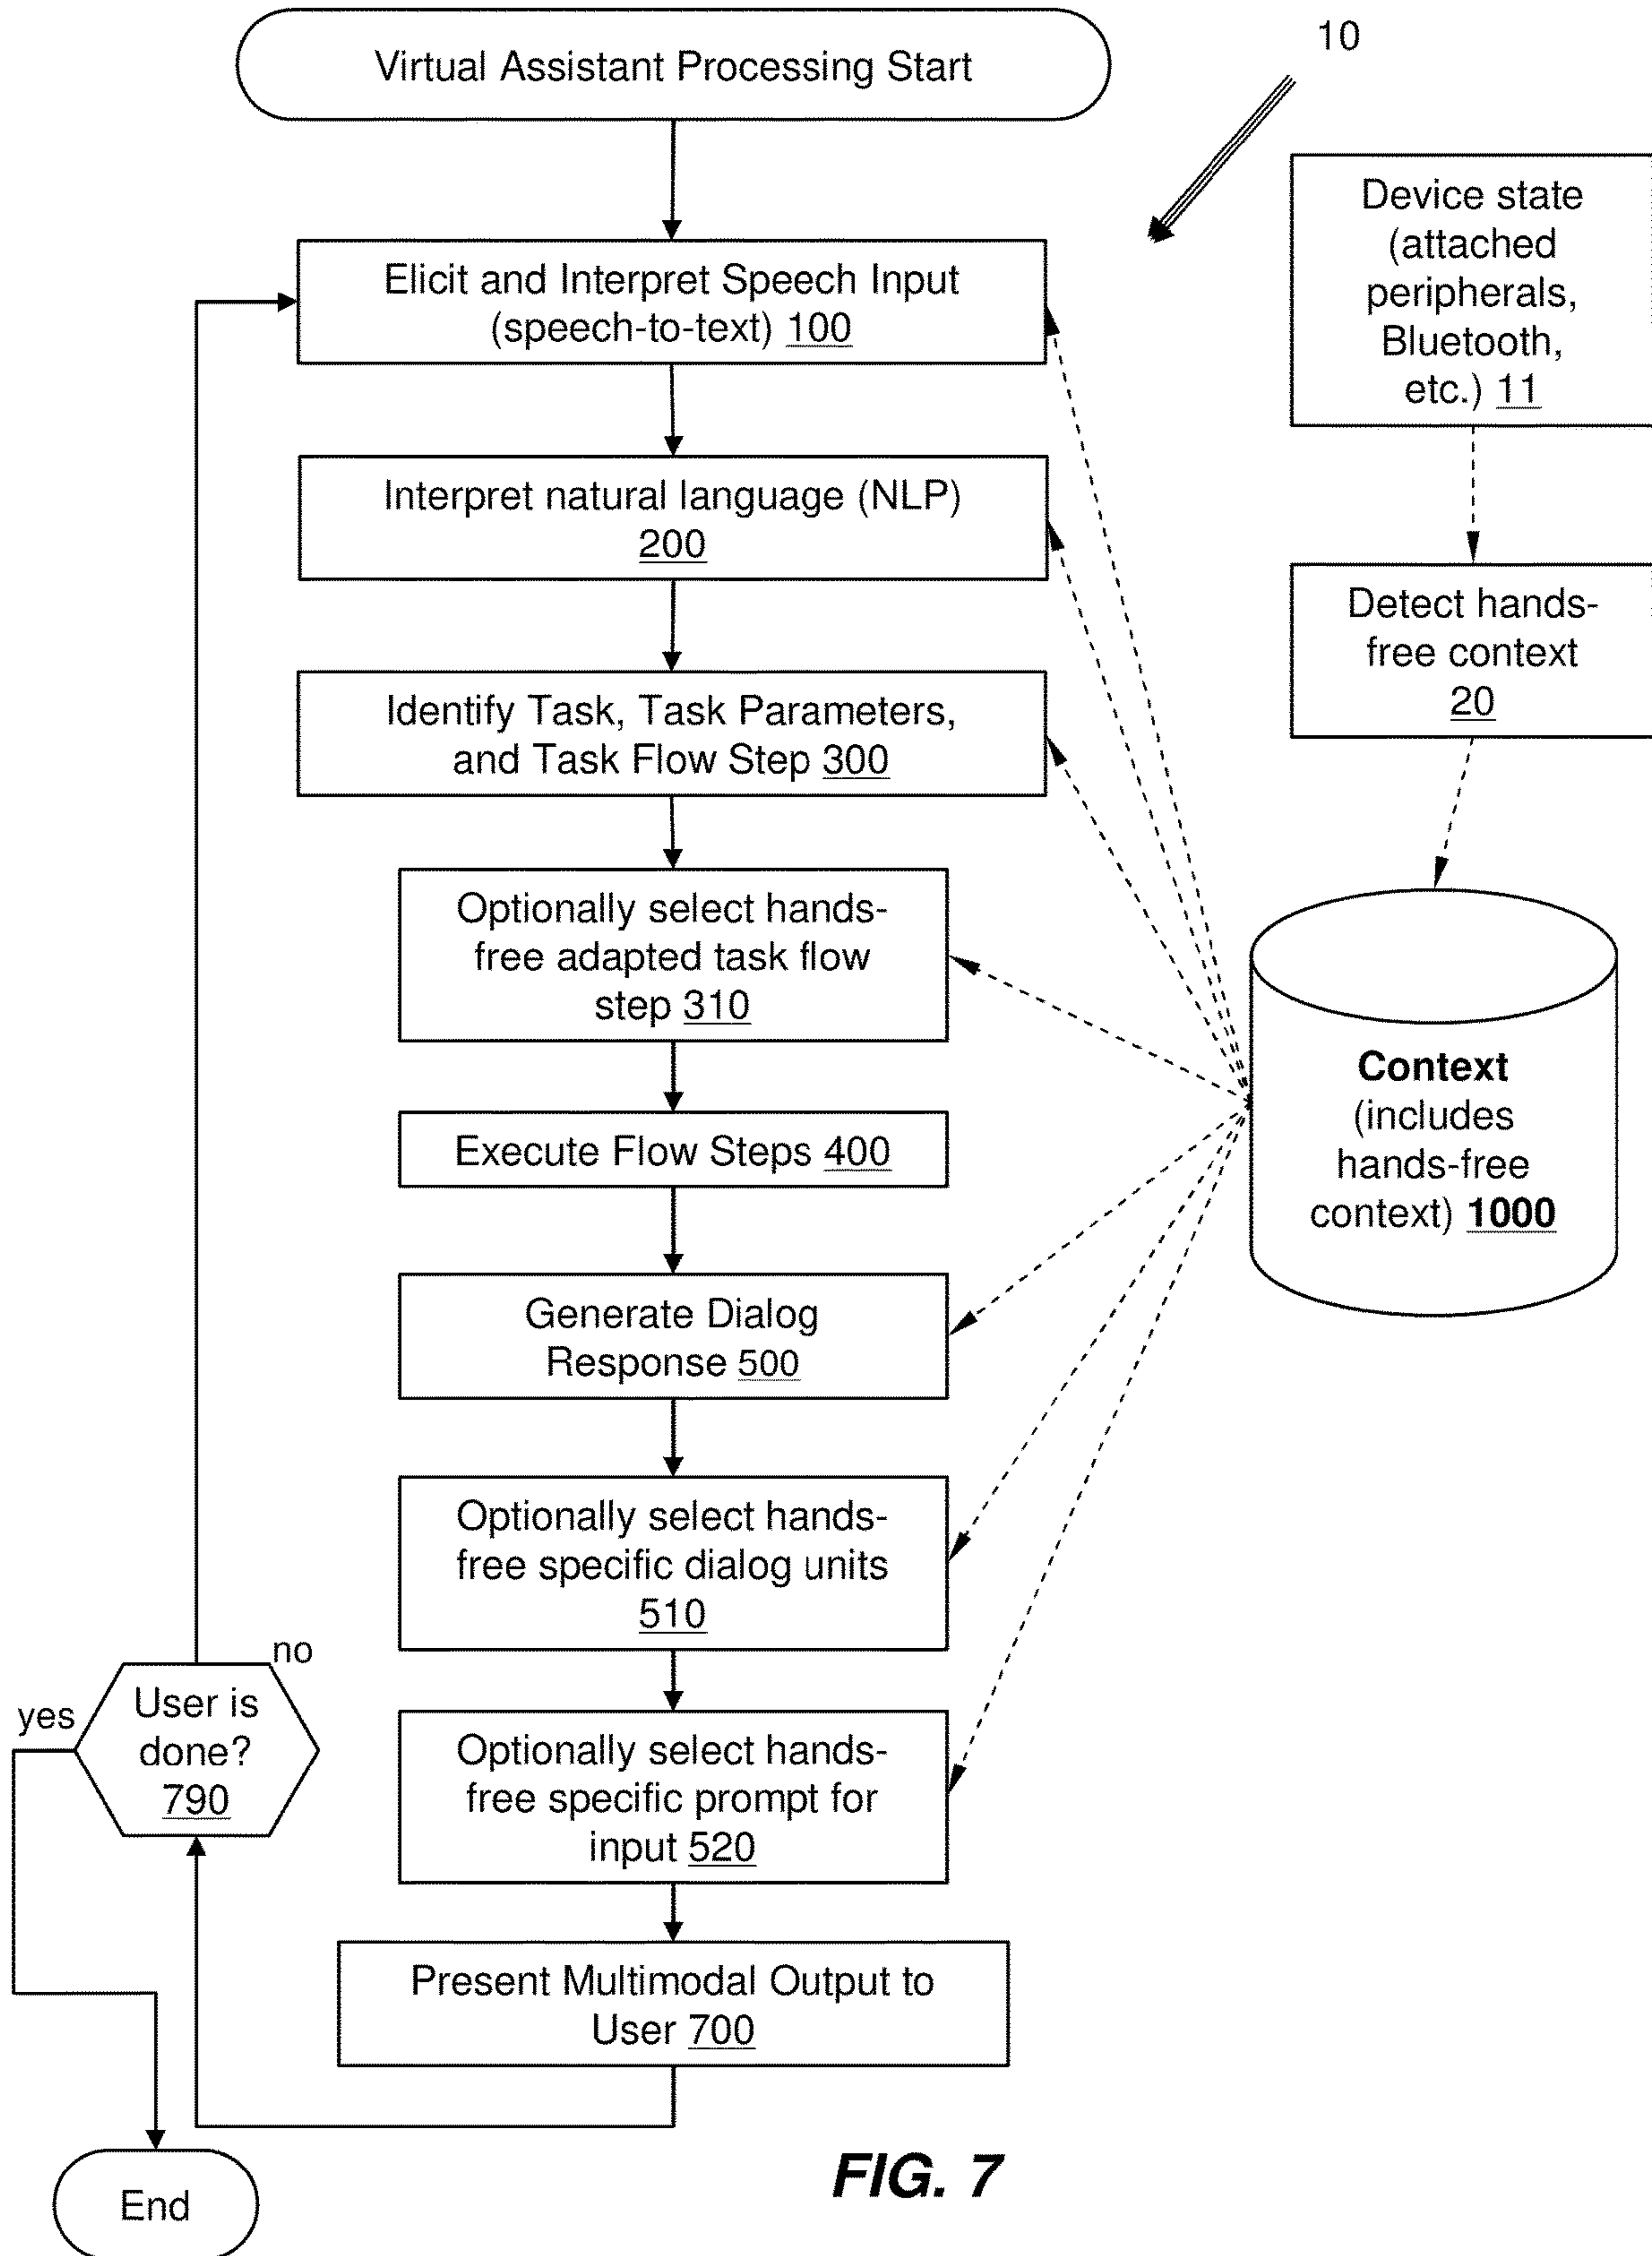 Virtual Assistant Processing Start
10
Elicit and Interpret Speech Input
(speech-to-text) 100
Interpret natural language (NLP)
200
Identify Task, Task Parameters,
and Task Flow Step 300
Optionally select hands-
free adapted task flow
step 310
Execute Flow Steps 400
Generate Dialog
Response 500
Optionally select hands-
free specific dialog units
510
Optionally select hands-
free specific prompt for
input 520
Present Multimodal Output to
User 700
no
yes
User is
done?
790
End
Device state
(attached
peripherals,
Bluetooth,
etc.) 11
Detect hands-
free context
20
Context
(includes
hands-free
context) 1000
FIG. 7